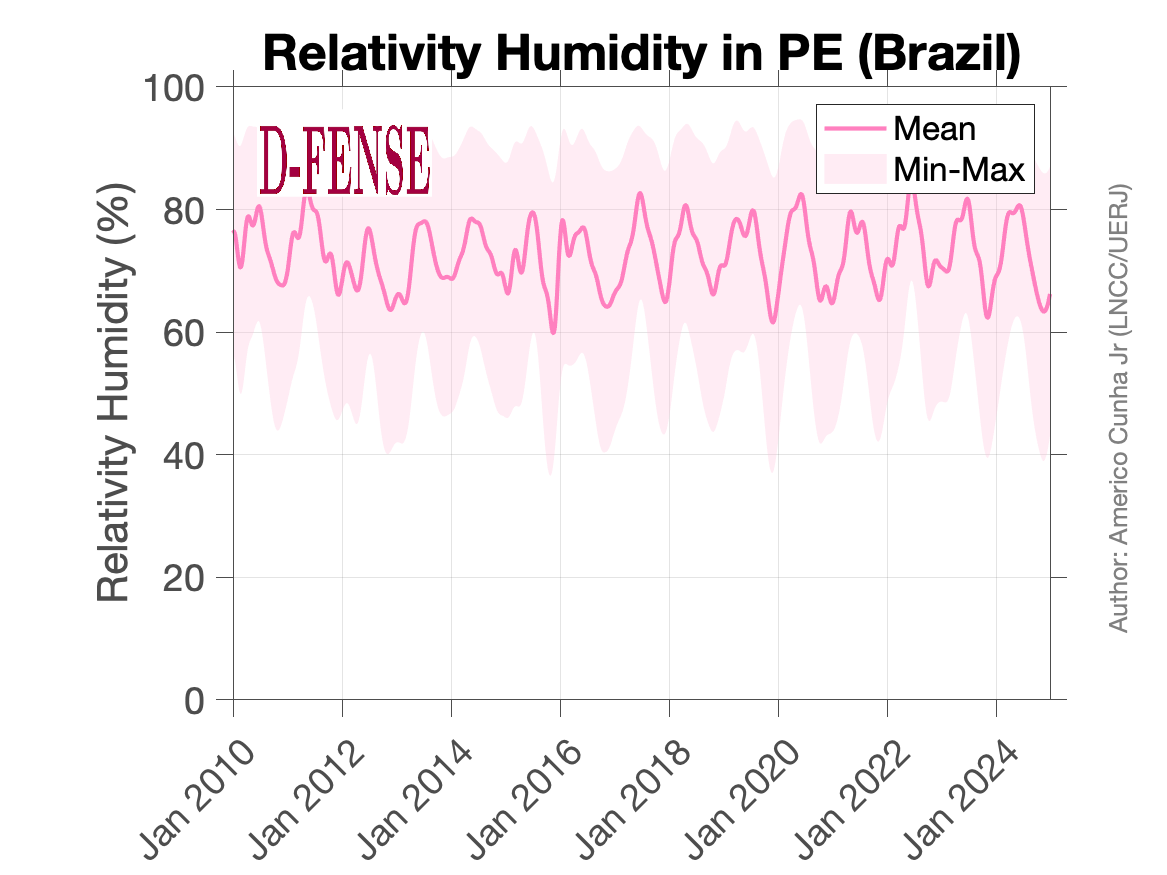 Relativity Humidity in PE (Brazil)
D-FENSE
Mean
Min-Max
Relativity Humidity (%)
100
80
60
40
20
0
Jan 2010
Jan 2012
Jan 2014
Jan 2016
Jan 2018
Jan 2020
Jan 2022
Jan 2024
Author: Americo Cunha Jr (LNCC/UERJ)